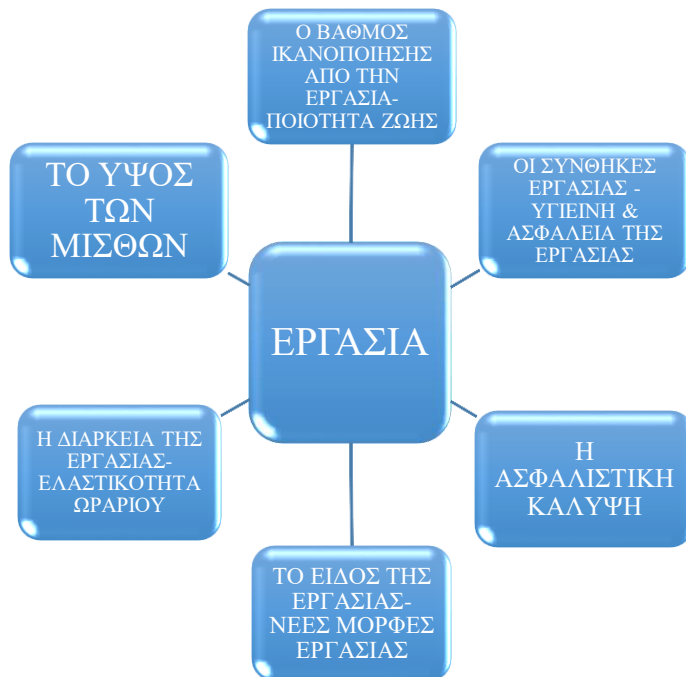 Ο ΒΑΘΜΟΣ
ΙΚΑΝΟΠΟΙΗΣΗΣ
ΑΠΟ ΤΗΝ
ΕΡΓΑΣΙΑ-
ΠΟΙΟΤΗΤΑ ΖΩΗΣ
ΤΟ ΥΨΟΣ
ΤΩΝ
ΜΙΣΘΩΝ
ΟΙ ΣΥΝΘΗΚΕΣ
ΕΡΓΑΣΙΑΣ -
ΥΓΙΕΙΝΗ &
ΑΣΦΑΛΕΙΑ ΤΗΣ
ΕΡΓΑΣΙΑΣ
ΕΡΓΑΣΙΑ
Η ΔΙΑΡΚΕΙΑ ΤΗΣ
ΕΡΓΑΣΙΑΣ-
ΕΛΑΣΤΙΚΟΤΗΤΑ
ΩΡΑΡΙΟΥ
Η
ΑΣΦΑΛΙΣΤΙΚΗ
ΚΑΛΥΨΗ
ΤΟ ΕΙΔΟΣ ΤΗΣ
ΕΡΓΑΣΙΑΣ-
ΝΕΕΣ ΜΟΡΦΕΣ
ΕΡΓΑΣΙΑΣ